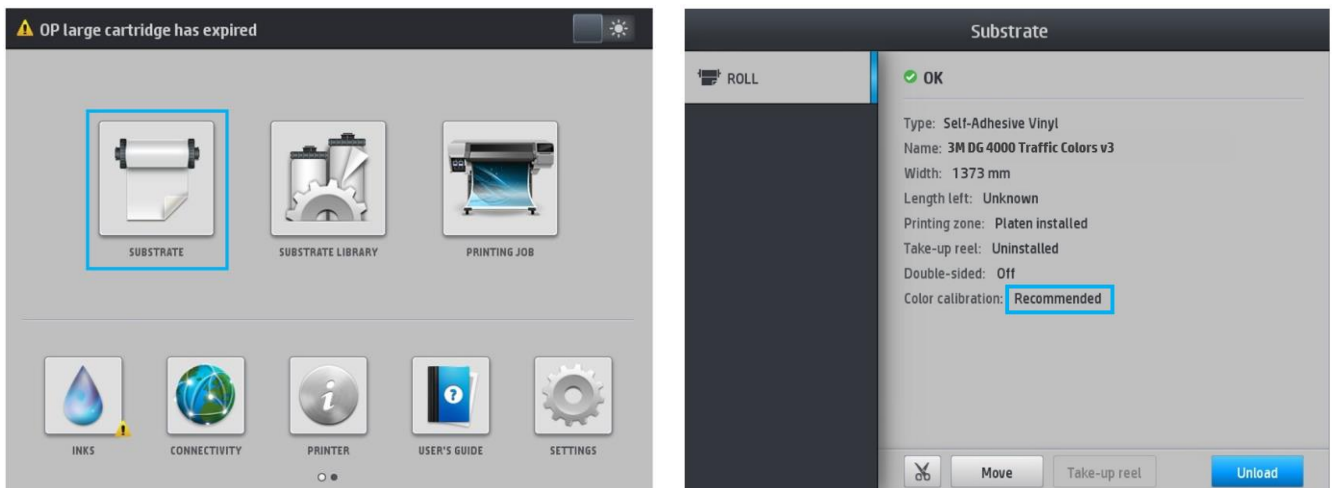 OP large cartridge has expired
SUBSTRATE
SUBSTRATE LIBRARY
PRINTING JOB
INKS
CONNECTIVITY
PRINTER
USER'S GUIDE
SETTINGS
Substrate
ROLL
OK
Type: Self-Adhesive Vinyl
Name: 3M DG 4000 Traffic Colors v3
Width: 1373 mm
Length left: Unknown
Printing zone: Platen installed
Take-up reel: Uninstalled
Double-sided: Off
Color calibration: Recommended
Move
Take-up reel
Unload